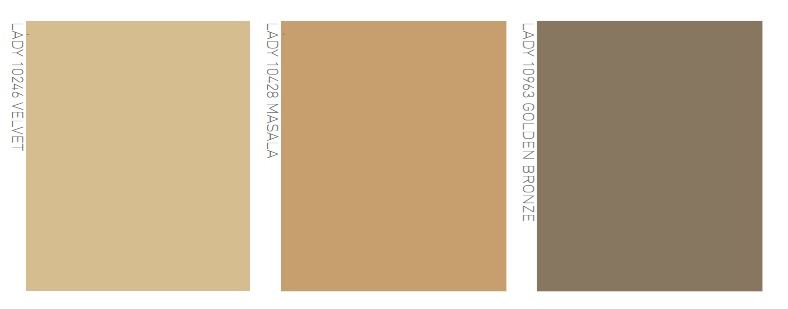 LADY 10246 VELVET
LADY 10428 MASALA
LADY 10963 GOLDEN BRONZE